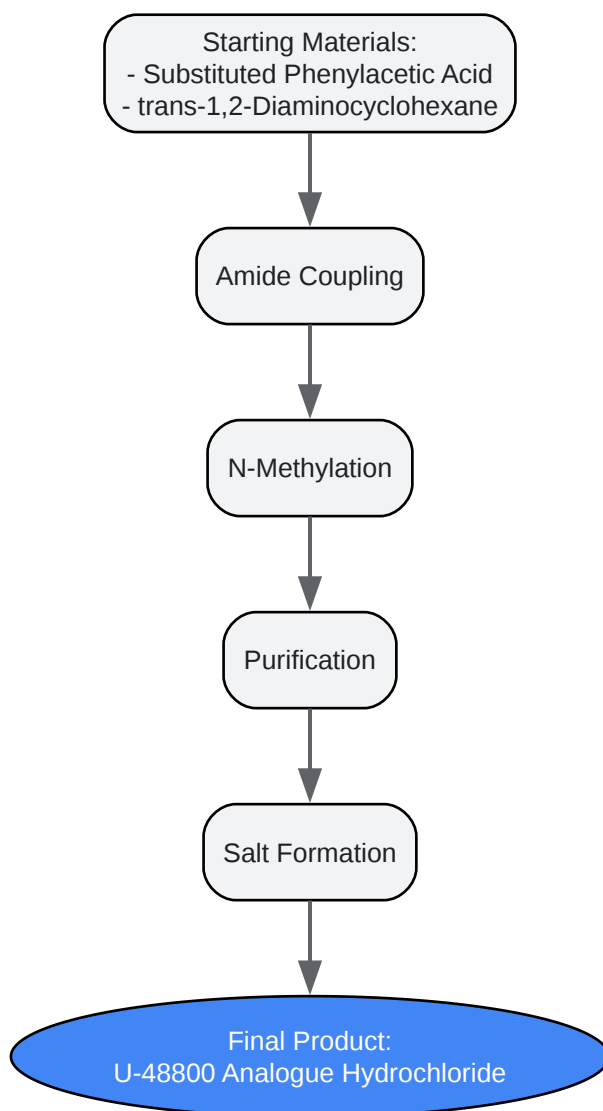 Starting Materials:
- Substituted Phenylacetic Acid
- trans-1,2-Diaminocyclohexane
Amide Coupling
N-Methylation
Purification
Salt Formation
Final Product:
U-48800 Analogue Hydrochloride